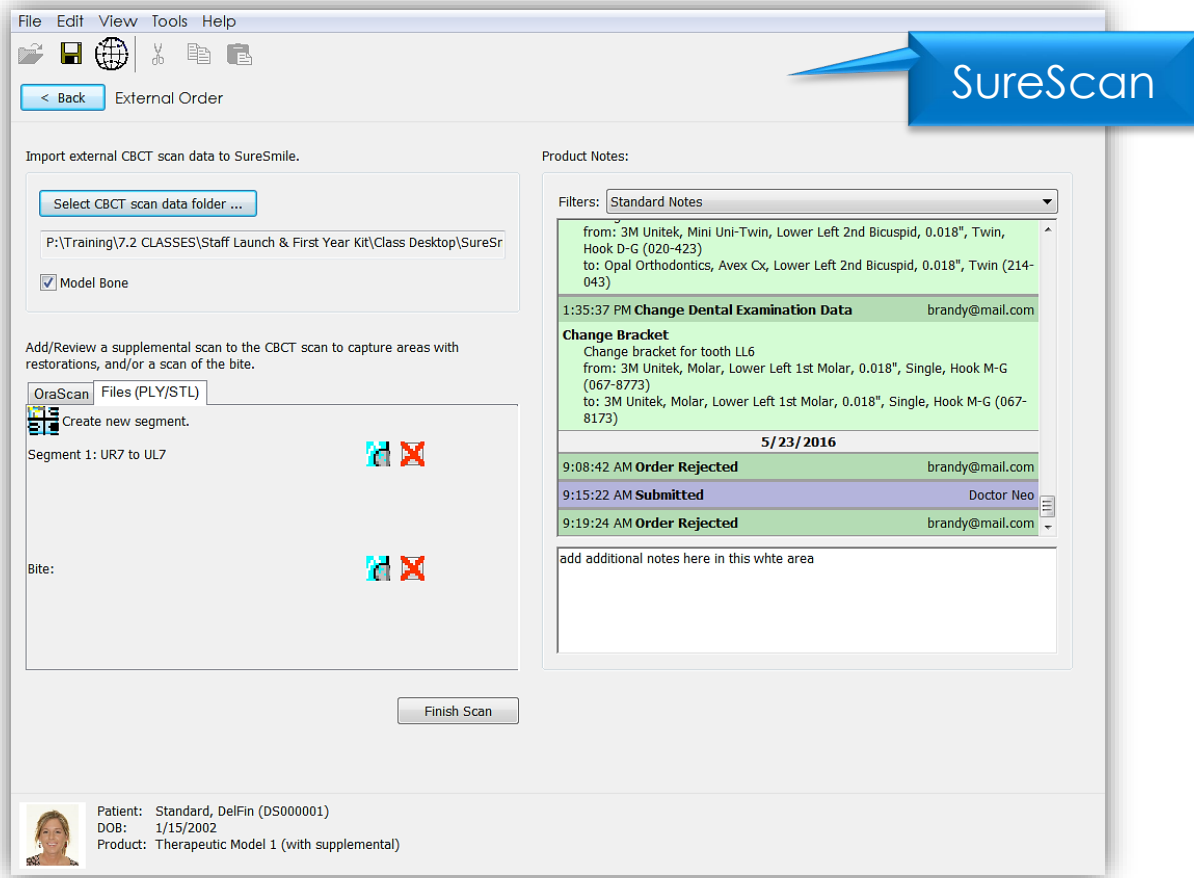 File Edit View Tools Help
SureScan
< Back External Order
Import external CBCT scan data to SureSmile.
Select CBCT scan data folder ...
P:\Training\7.2 CLASSES\Staff Launch & First Year Kit\Class Desktop\SureSr
Model Bone
Add/Review a supplemental scan to the CBCT scan to capture areas with
restorations, and/or a scan of the bite.
OraScan Files (PLY/STL)
Create new segment.
Segment 1: UR7 to UL7
Bite:
Finish Scan
Product Notes:
Filters: Standard Notes
from: 3M Unitek, Mini Uni-Twin, Lower Left 2nd Bicuspid, 0.018", Twin,
Hook D-G (020-423)
to: Opal Orthodontics, Avex Cx, Lower Left 2nd Bicuspid, 0.018", Twin (214-
043)
1:35:37 PM Change Dental Examination Data brandy@mail.com
Change Bracket
Change bracket for tooth LL6
from: 3M Unitek, Molar, Lower Left 1st Molar, 0.018", Single, Hook M-G
(067-8773)
to: 3M Unitek, Molar, Lower Left 1st Molar, 0.018", Single, Hook M-G (067-
8173)
5/23/2016
9:08:42 AM Order Rejected brandy@mail.com
9:15:22 AM Submitted Doctor Neo
9:19:24 AM Order Rejected brandy@mail.com
add additional notes here in this whte area
Patient: Standard, DelFin (DS000001)
DOB: 1/15/2002
Product: Therapeutic Model 1 (with supplemental)